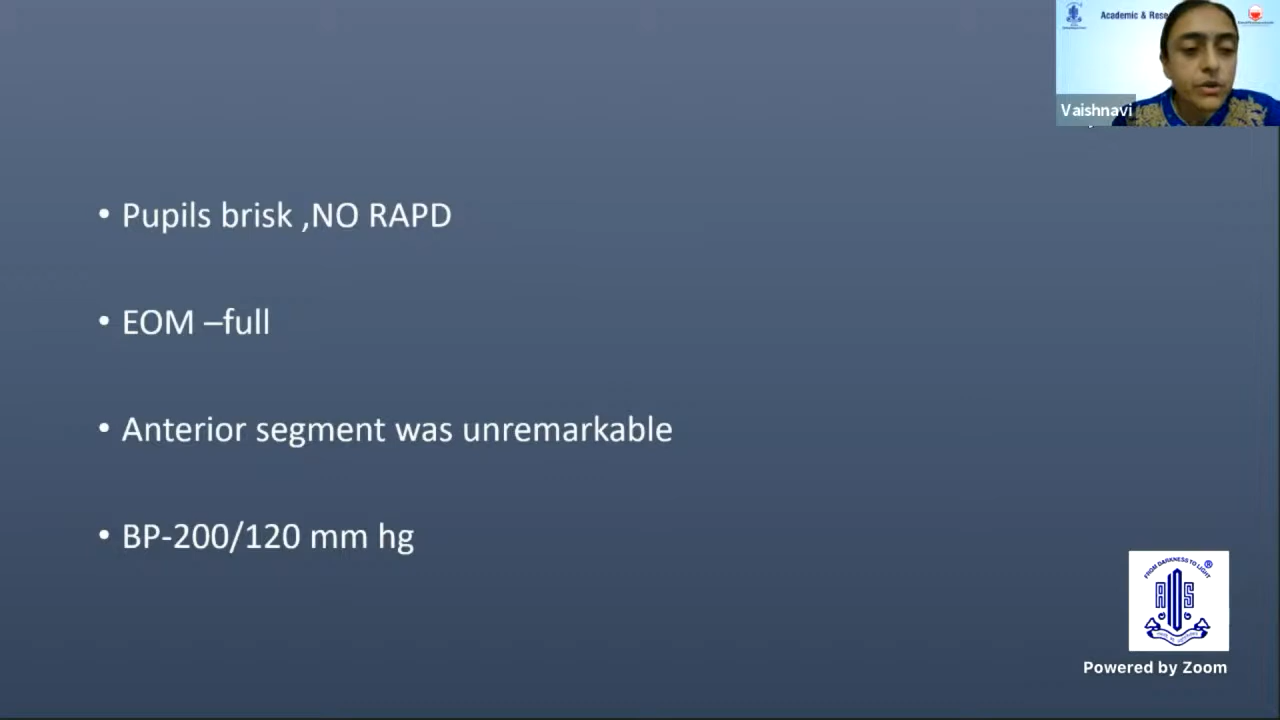 Academic & Rese
Vaishnavi
• Pupils brisk ,NO RAPD
• EOM –full
• Anterior segment was unremarkable
• BP-200/120 mm hg
FROM DARKNESS TO LIGHT
®
Powered by Zoom